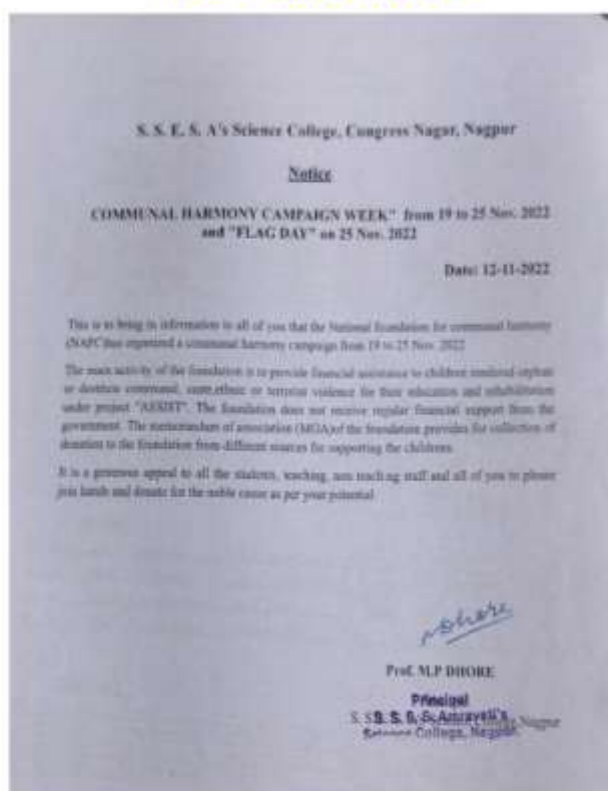 S. S. E. S. A's Science College, Congress Nagar, Nagpur
Notice
COMMUNAL HARMONY CAMPAIGN WEEK" from 19 to 25 Nov. 2022
and "FLAG DAY" on 25 Nov. 2022
Date: 12-11-2022
This is to bring in information to all of you that the National foundation for communal harmony
organized a communal harmony campaign from 19 to 25 Nov. 2022
The main activity of the foundation is to provide financial assistance to children rendered orphan
or destitute communal, caste,ethnic or terrorist violence for their education and rehabilitation
under project "ASSIST". The foundation does not receive regular financial support from the
government. The memorandum of association (MOA)of the foundation provides for collection of
donation to the foundation from different sources for supporting the childrens.
It is a generous appeal to all the students, teaching, non teaching staff and all of you to please
join hands and donate for the noble cause as per your potential
Dhore
Prof. M.P DHORE
Principal
S. S. E. S. Amravati's Nagpur
Science College, Nagpur.